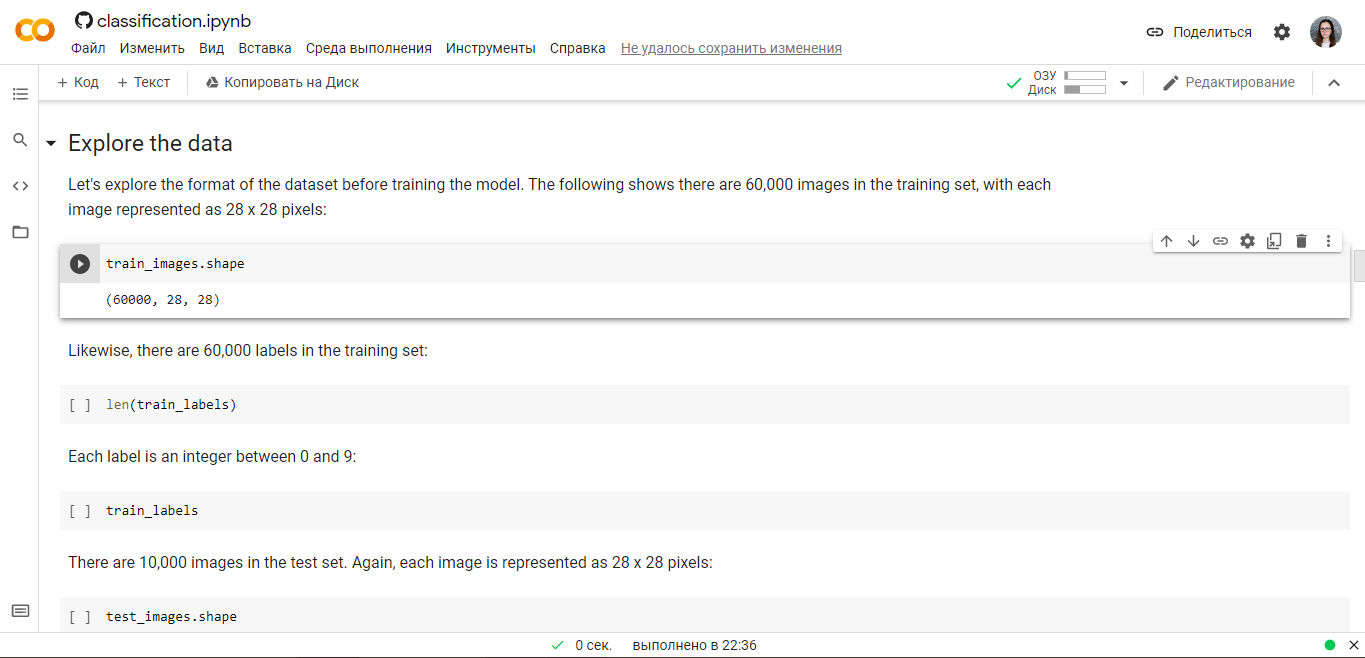 classification.ipynb
Файл Изменить Вид Вставка Среда выполнения Инструменты Справка Не удалось сохранить изменения
Поделиться
+ Код + Текст Копировать на Диск
ОЗУ
Диск
Редактирование
Explore the data
Let's explore the format of the dataset before training the model. The following shows there are 60,000 images in the training set, with each
image represented as 28 x 28 pixels:
train_images.shape
(60000, 28, 28)
Likewise, there are 60,000 labels in the training set:
[ ] len(train_labels)
Each label is an integer between 0 and 9:
[ ] train_labels
There are 10,000 images in the test set. Again, each image is represented as 28 x 28 pixels:
[ ] test_images.shape
0 сек. выполнено в 22:36